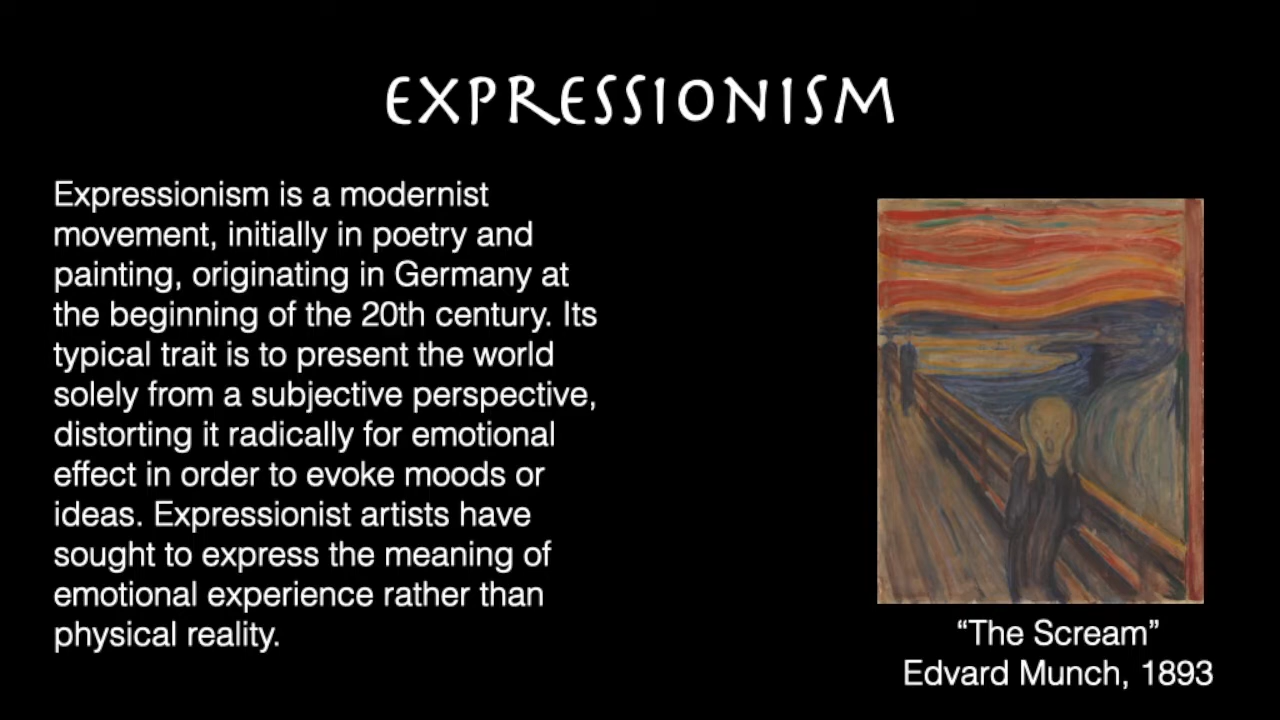 EXPRESSIONISM
Expressionism is a modernist
movement, initially in poetry and
painting, originating in Germany at
the beginning of the 20th century. Its
typical trait is to present the world
solely from a subjective perspective,
distorting it radically for emotional
effect in order to evoke moods or
ideas. Expressionist artists have
sought to express the meaning of
emotional experience rather than
physical reality.
“The Scream”
Edvard Munch, 1893